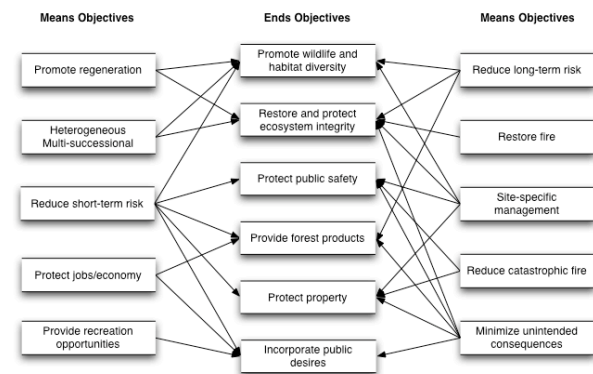 Means Objectives
Ends Objectives
Means Objectives
Promote regeneration
Heterogeneous
Multi-successional
Reduce short-term risk
Protect jobs/economy
Provide recreation
opportunities
Promote wildlife and
habitat diversity
Restore and protect
ecosystem integrity
Protect public safety
Provide forest products
Protect property
Incorporate public
desires
Reduce long-term risk
Restore fire
Site-specific
management
Reduce catastrophic fire
Minimize unintended
consequences